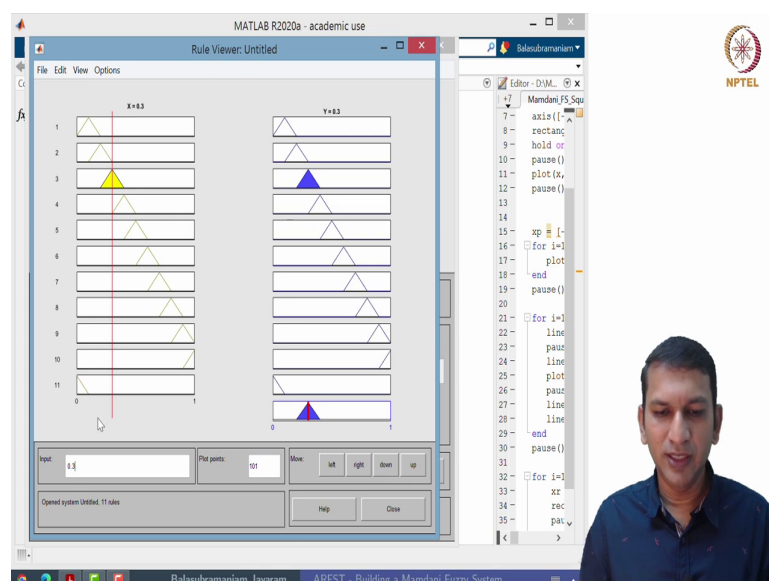 MATLAB R2020a - academic use
Rule Viewer: Untitled
File Edit View Options
X = 0.3
Y = 0.3
1
2
3
4
5
6
7
8
9
10
11
0 1
0 1
Input:
0.3
Plot points:
101
Move:
left right down up
Opened system Untitled, 11 rules
Help Close
fx
Balasubramaniam
Editor - D:\M...
+7 Mamdani_FS_Squ
7 - axis([-
8 - rectang
9 - hold on
10 - pause()
11 - plot(x,
12 - pause()
13
14
15 - xp = [-
16 - for i=1
17 - plot
18 - end
19 - pause()
20
21 - for i=1
22 - line
23 - paus
24 - line
25 - plot
26 - paus
27 - line
28 - line
29 - end
30 - pause()
31
32 - for i=1
33 - xr
34 - rec
35 - pau
NPTEL
Balasubramaniam Jayaram ARFST - Building a Mamdani Fuzzy System